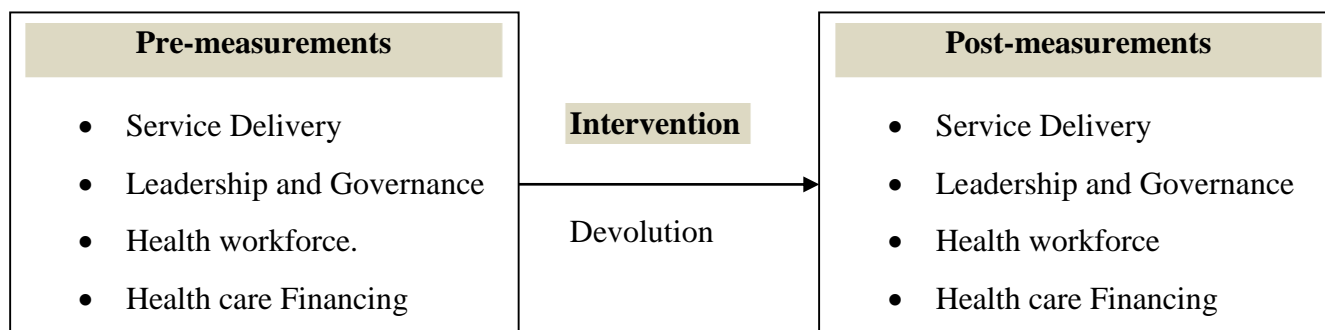 Pre-measurements
• Service Delivery
• Leadership and Governance
• Health workforce.
• Health care Financing
Intervention
Devolution
Post-measurements
• Service Delivery
• Leadership and Governance
• Health workforce
• Health care Financing